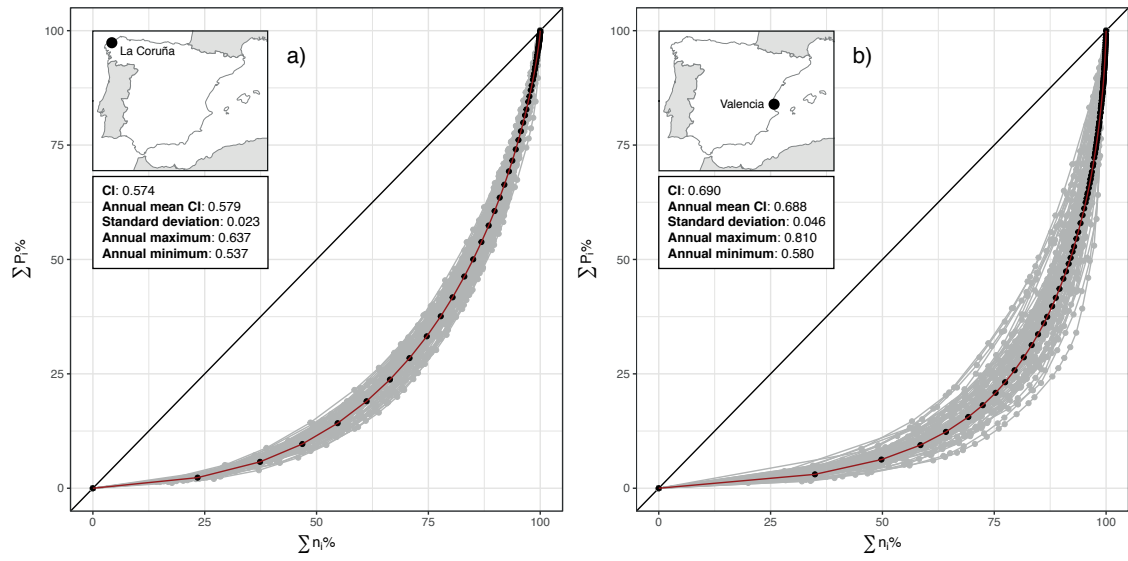 a)
La Coruña
CI: 0.574
Annual mean CI: 0.579
Standard deviation: 0.023
Annual maximum: 0.637
Annual minimum: 0.537
100
75
50
25
0
∑ Pᵢ%
0 25 50 75 100
∑ nᵢ%
b)
Valencia
CI: 0.690
Annual mean CI: 0.688
Standard deviation: 0.046
Annual maximum: 0.810
Annual minimum: 0.580
100
75
50
25
0
∑ Pᵢ%
0 25 50 75 100
∑ nᵢ%